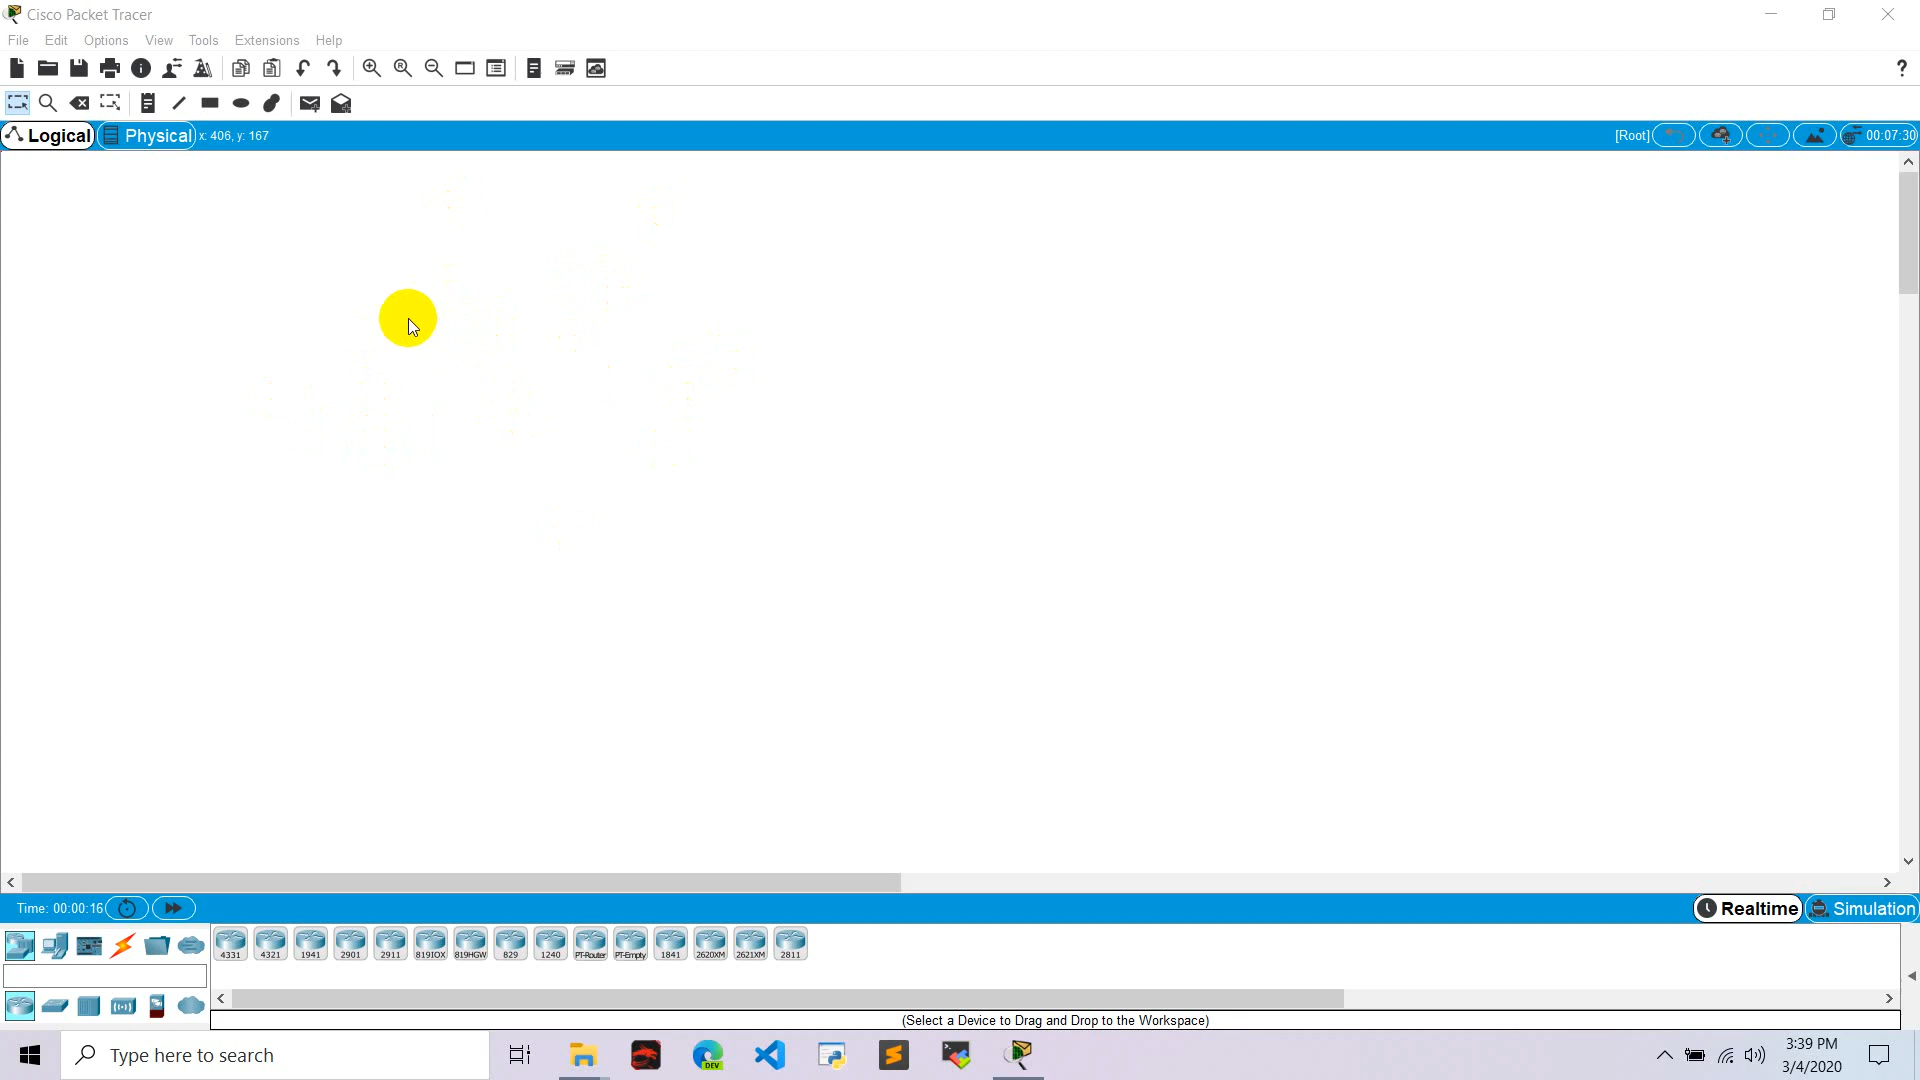 Cisco Packet Tracer
File Edit Options View Tools Extensions Help
Logical Physical x: 406, y: 167 [Root] 00:07:30
Time: 00:00:16 Realtime Simulation
4331 4321 1941 2901 2911 819IOX 819HGW 829 1240 PT-Router PT-Empty 1841 2620XM 2621XM 2811
(Select a Device to Drag and Drop to the Workspace)
Type here to search
DEV
3:39 PM
3/4/2020